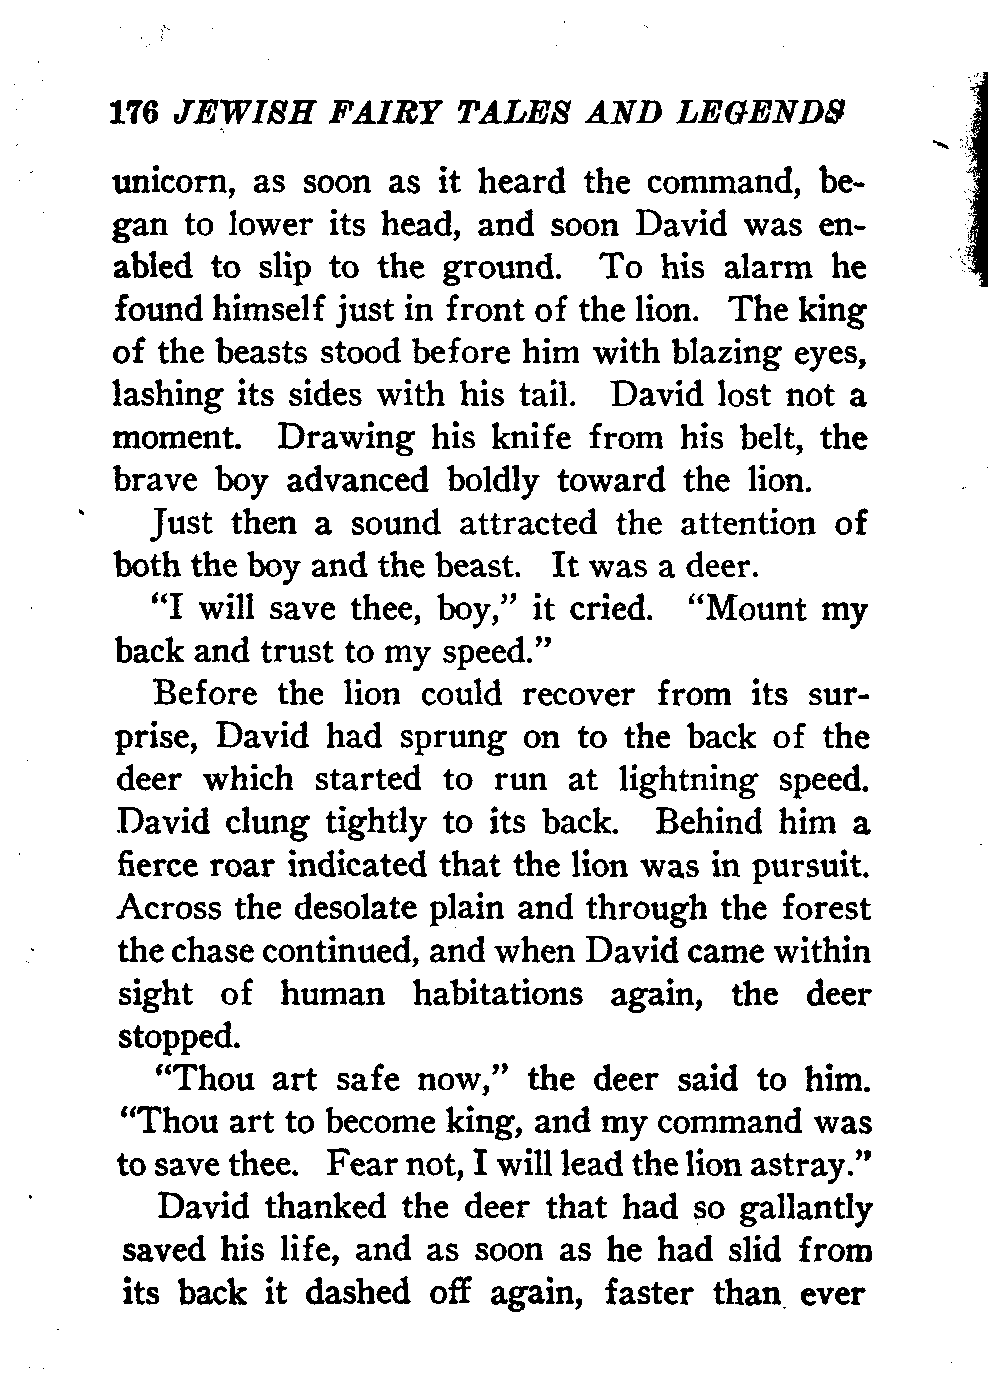 176 JEWISH FAIRY TALES AND LEGENDS
unicorn, as soon as it heard the command, be-
gan to lower its head, and soon David was en-
abled to slip to the ground. To his alarm he
found himself just in front of the lion. The king
of the beasts stood before him with blazing eyes,
lashing its sides with his tail. David lost not a
moment. Drawing his knife from his belt, the
brave boy advanced boldly toward the lion.
Just then a sound attracted the attention of
both the boy and the beast. It was a deer.
“I will save thee, boy,” it cried. “Mount my
back and trust to my speed.”
Before the lion could recover from its sur-
prise, David had sprung on to the back of the
deer which started to run at lightning speed.
David clung tightly to its back. Behind him a
fierce roar indicated that the lion was in pursuit.
Across the desolate plain and through the forest
the chase continued, and when David came within
sight of human habitations again, the deer
stopped.
“Thou art safe now,” the deer said to him.
“Thou art to become king, and my command was
to save thee. Fear not, I will lead the lion astray.”
David thanked the deer that had so gallantly
saved his life, and as soon as he had slid from
its back it dashed off again, faster than ever